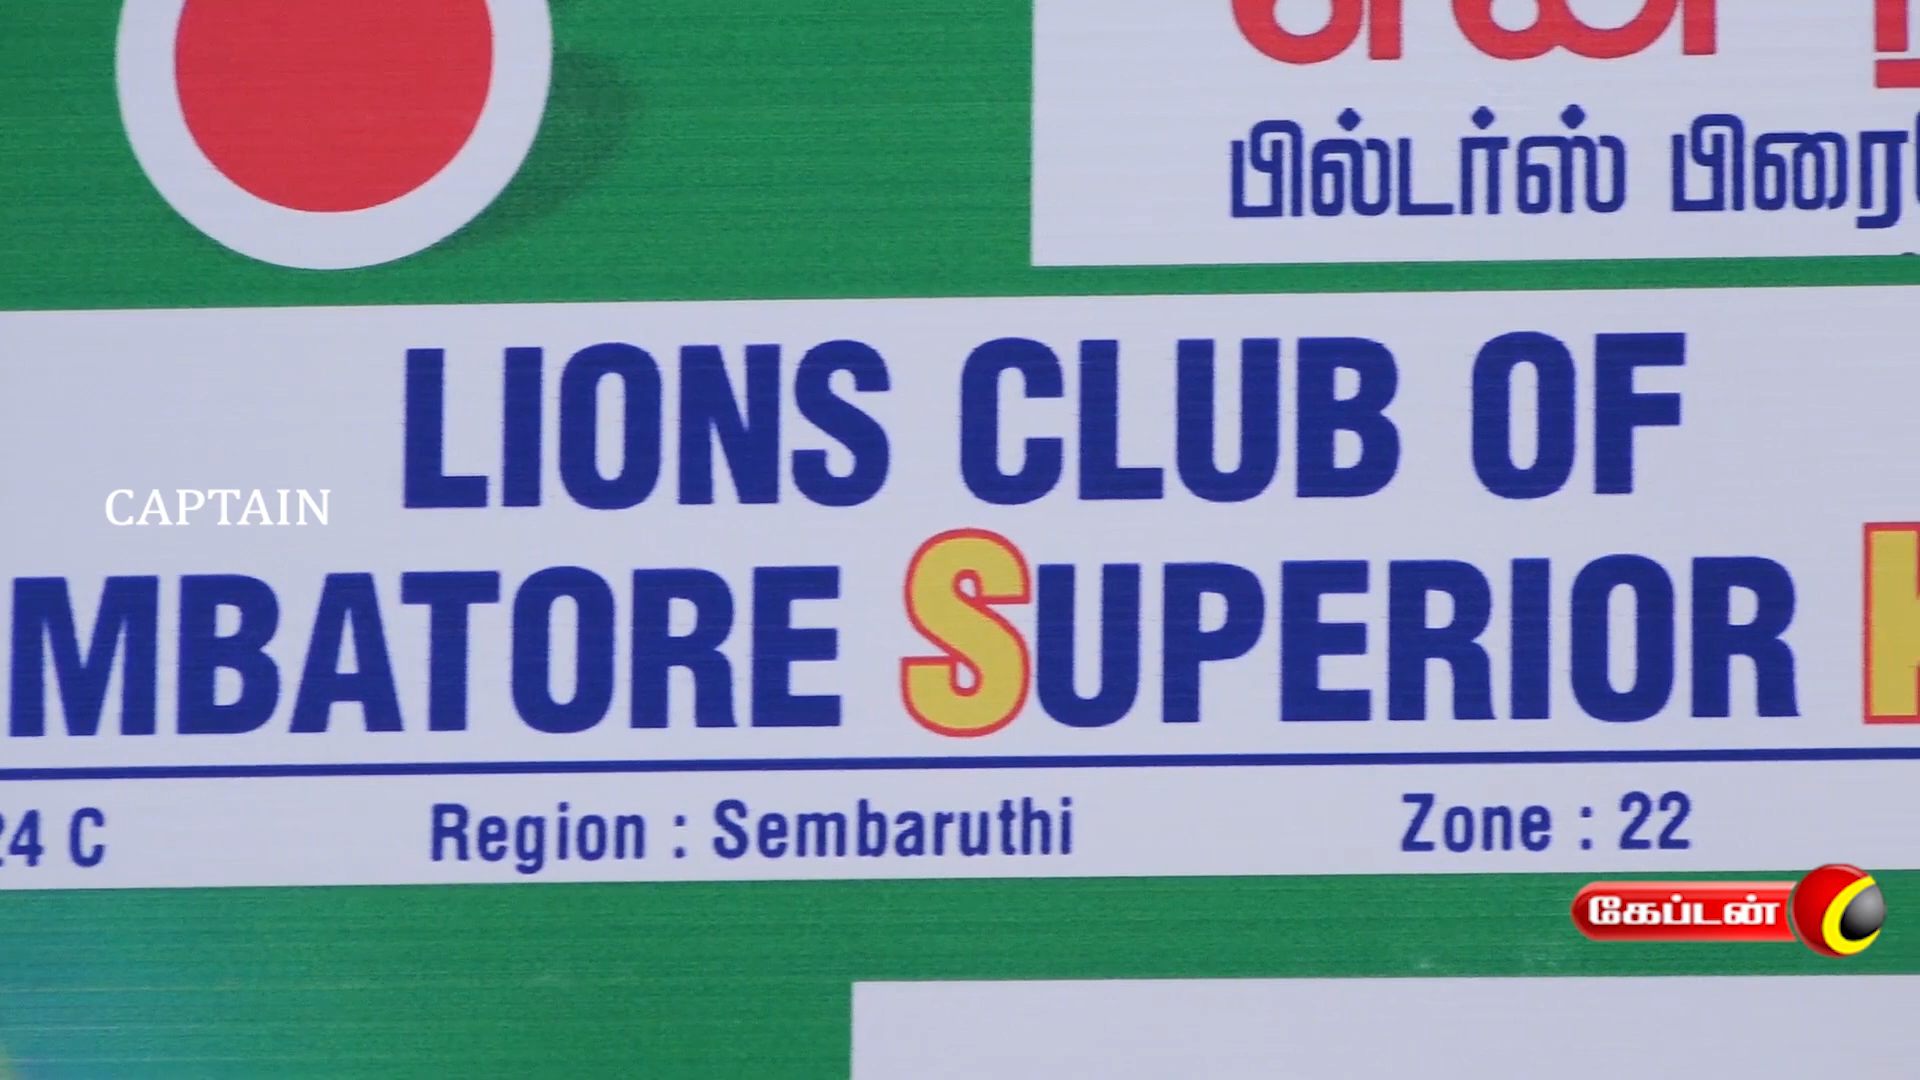 பில்டர்ஸ்
LIONS CLUB OF
CAPTAIN
MBATORE SUPERIOR
24 C Region : Sembaruthi Zone : 22
கேப்டன்